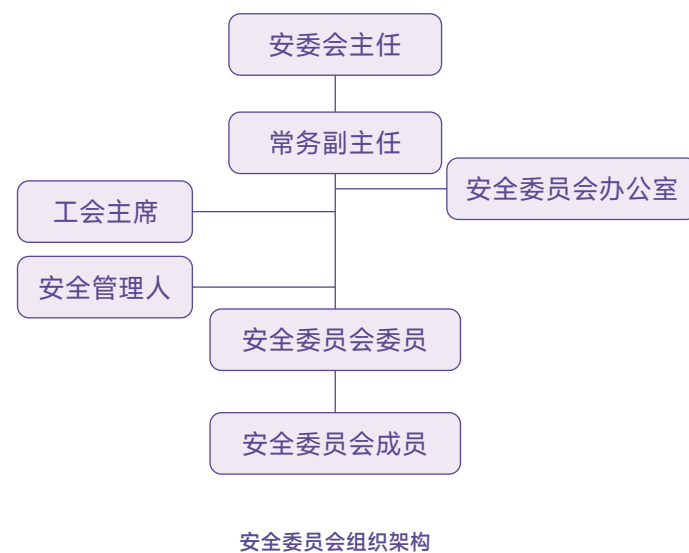 安委会主任
常务副主任
安全委员会办公室
工会主席
安全管理人
安全委员会委员
安全委员会成员
安全委员会组织架构